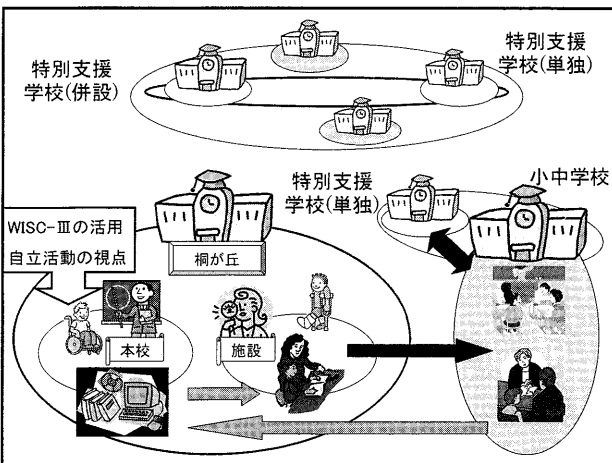 特別支援
学校(併設)
特別支援
学校(単独)
特別支援
学校(単独)
小中学校
WISC-Ⅲの活用
自立活動の視点
桐が丘
本校
施設